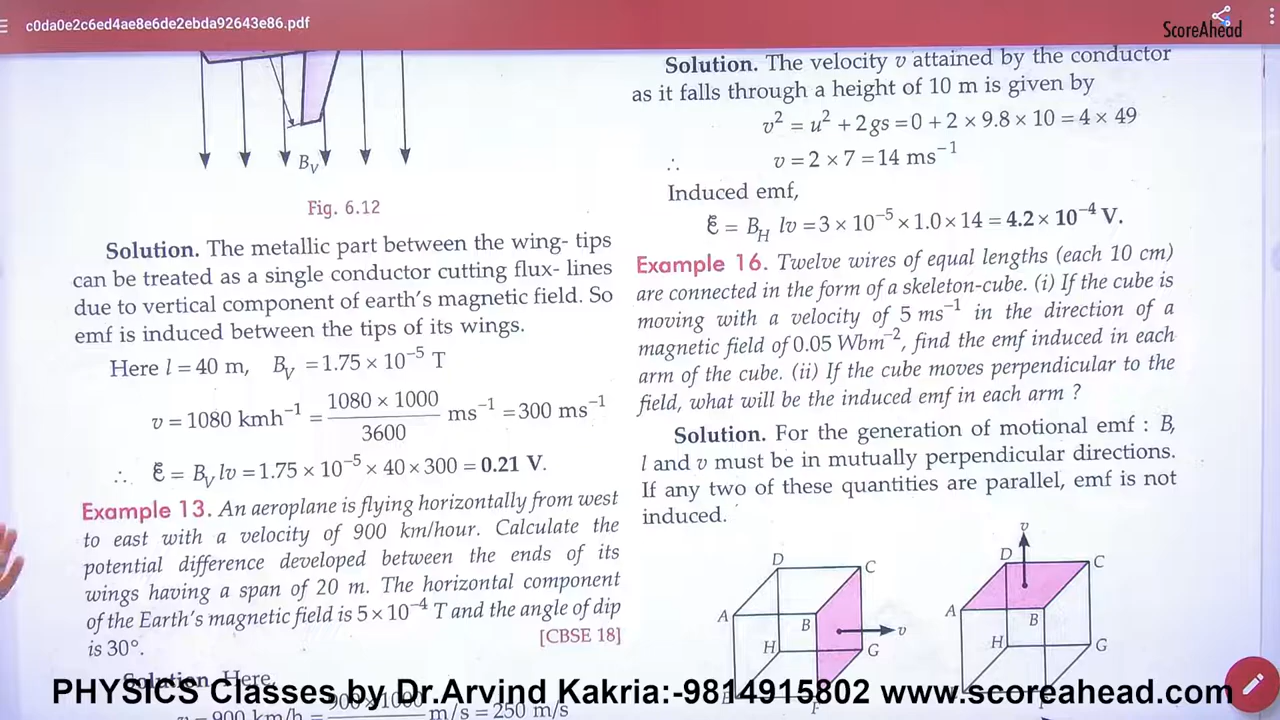 c0da0e2c6ed4ae8e6de2ebda92643e86.pdf
ScoreAhead
B_V
Fig. 6.12
Solution. The metallic part between the wing- tips
can be treated as a single conductor cutting flux- lines
due to vertical component of earth's magnetic field. So
emf is induced between the tips of its wings.
Here l = 40 m, B_V = 1.75 × 10⁻⁵ T
v = 1080 kmh⁻¹ = 1080 × 1000 / 3600 ms⁻¹ = 300 ms⁻¹
∴ ℰ = B_V lv = 1.75 × 10⁻⁵ × 40 × 300 = 0.21 V.
Example 13. An aeroplane is flying horizontally from west
to east with a velocity of 900 km/hour. Calculate the
potential difference developed between the ends of its
wings having a span of 20 m. The horizontal component
of the Earth's magnetic field is 5 × 10⁻⁴ T and the angle of dip
is 30°. [CBSE 18]
Solution. Here,
v = 900 km/h = 900 × 1000 m/s = 250 m/s
Solution. The velocity v attained by the conductor
as it falls through a height of 10 m is given by
v² = u² + 2gs = 0 + 2 × 9.8 × 10 = 4 × 49
∴ v = 2 × 7 = 14 ms⁻¹
Induced emf,
ℰ = B_H lv = 3 × 10⁻⁵ × 1.0 × 14 = 4.2 × 10⁻⁴ V.
Example 16. Twelve wires of equal lengths (each 10 cm)
are connected in the form of a skeleton-cube. (i) If the cube is
moving with a velocity of 5 ms⁻¹ in the direction of a
magnetic field of 0.05 Wbm⁻², find the emf induced in each
arm of the cube. (ii) If the cube moves perpendicular to the
field, what will be the induced emf in each arm ?
Solution. For the generation of motional emf : B,
l and v must be in mutually perpendicular directions.
If any two of these quantities are parallel, emf is not
induced.
D C
A B v
H G
E F
v
D C
A B
H G
PHYSICS Classes by Dr.Arvind Kakria:-9814915802 www.scoreahead.com